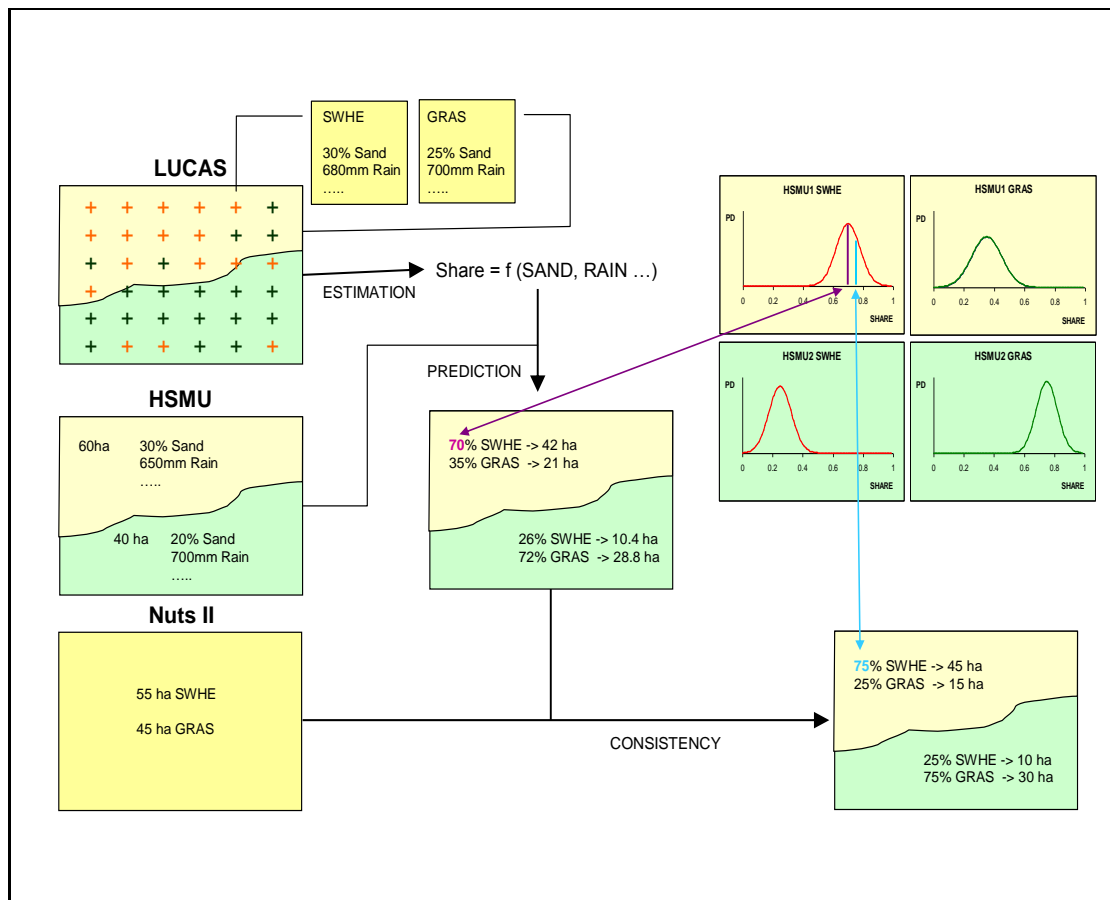 SWHE
30% Sand
680mm Rain
…..
GRAS
25% Sand
700mm Rain
…..
LUCAS
ESTIMATION
Share = f (SAND, RAIN …)
PREDICTION
HSMU
60ha
30% Sand
650mm Rain
…..
40 ha
20% Sand
700mm Rain
…..
70% SWHE -> 42 ha
35% GRAS -> 21 ha
26% SWHE -> 10.4 ha
72% GRAS -> 28.8 ha
HSMU1 SWHE
PD
0 0.2 0.4 0.6 0.8 1
SHARE
HSMU1 GRAS
PD
0 0.2 0.4 0.6 0.8 1
SHARE
HSMU2 SWHE
PD
0 0.2 0.4 0.6 0.8 1
SHARE
HSMU2 GRAS
PD
0 0.2 0.4 0.6 0.8 1
SHARE
Nuts II
55 ha SWHE
45 ha GRAS
CONSISTENCY
75% SWHE -> 45 ha
25% GRAS -> 15 ha
25% SWHE -> 10 ha
75% GRAS -> 30 ha